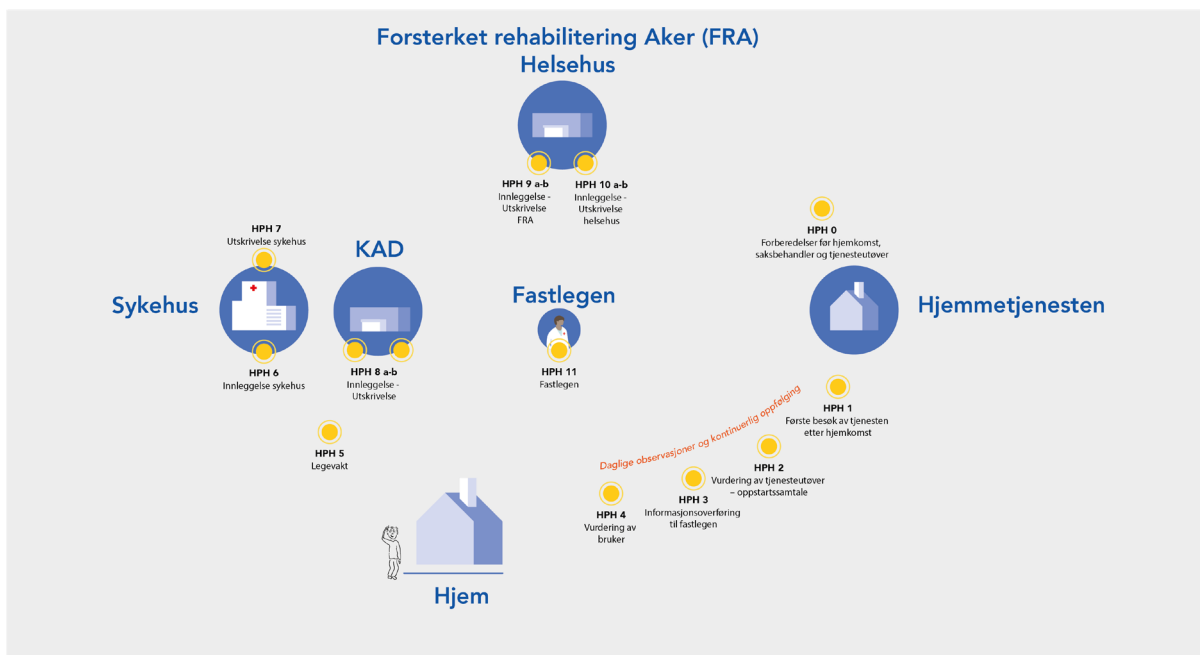 Forsterket rehabilitering Aker (FRA)
Helsehus
HPH 9 a-b
Innleggelse -
Utskrivelse
FRA
HPH 10 a-b
Innleggelse -
Utskrivelse
helsehus
HPH 0
Forberedelser før hjemkomst,
saksbehandler og tjenesteutøver
HPH 7
Utskrivelse sykehus
KAD
Sykehus
Fastlegen
Hjemmetjenesten
HPH 6
Innleggelse sykehus
HPH 8 a-b
Innleggelse -
Utskrivelse
HPH 11
Fastlegen
HPH 1
Første besøk av tjenesten
etter hjemkomst
Daglige observasjoner og kontinuerlig oppfølging
HPH 5
Legevakt
HPH 2
Vurdering av tjenesteutøver
– oppstartssamtale
HPH 3
Informasjonsoverføring
til fastlegen
HPH 4
Vurdering av
bruker
Hjem